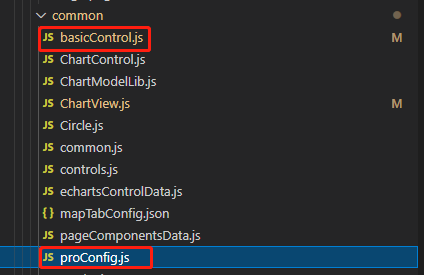 common
JS basicControl.js M
JS ChartControl.js
JS ChartModelLib.js
JS ChartView.js M
JS Circle.js
JS common.js
JS controls.js
JS echartsControlData.js
{} mapTabConfig.json
JS pageComponentsData.js
JS proConfig.js